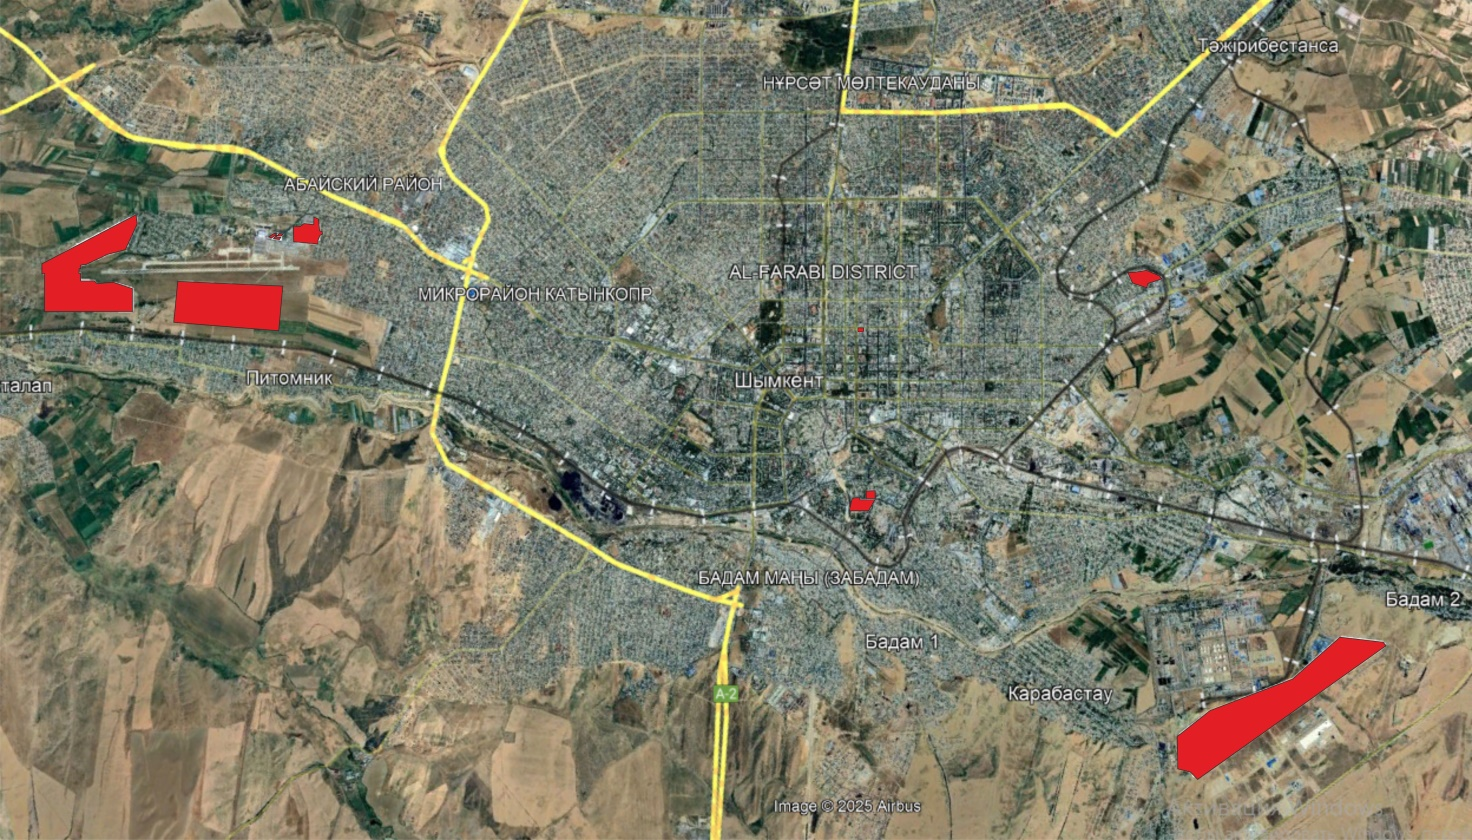 Тәжірибестанса
НҰРСӘТ МӨЛТЕКАУДАНЫ
АБАЙСКИЙ РАЙОН
AL-FARABI DISTRICT
МИКРОРАЙОН КАТЫНКОПР
Питомник
талап
Шымкент
БАДАМ МАҢЫ (ЗАБАДАМ)
Бадам 2
Бадам 1
Карабастау
A-2
Image © 2025 Airbus